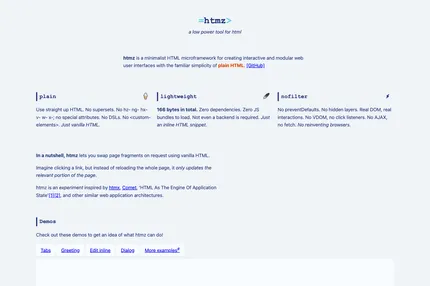 <htmz>
a low power tool for html
htmz is a minimalist HTML microframework for creating interactive and modular web
user interfaces with the familiar simplicity of plain HTML. [GitHub]
plain
Use straight up HTML. No supersets. No hz- ng- hx-
v- w- x-; no special attributes. No DSLs. No <custom-
elements>. Just vanilla HTML.
lightweight
166 bytes in total. Zero dependencies. Zero JS
bundles to load. Not even a backend is required. Just
an inline HTML snippet.
nofilter
No preventDefaults. No hidden layers. Real DOM, real
interactions. No VDOM, no click listeners. No AJAX,
no fetch. No reinventing browsers.
In a nutshell, htmz lets you swap page fragments on request using vanilla HTML.
Imagine clicking a link, but instead of reloading the whole page, it only updates the
relevant portion of the page.
htmz is an experiment inspired by htmx, Comet, 'HTML As The Engine Of Application
State'[1][2], and other similar web application architectures.
Demos
Check out these demos to get an idea of what htmz can do!
Tabs Greeting Edit inline Dialog More examples